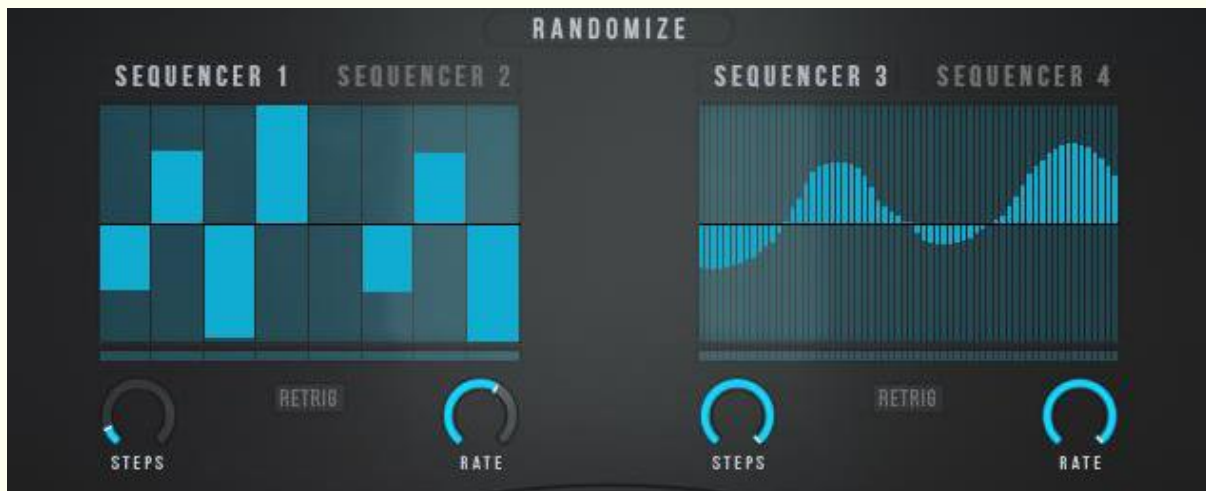 RANDOMIZE
SEQUENCER 1 SEQUENCER 2 SEQUENCER 3 SEQUENCER 4
RETRIG RETRIG
STEPS RATE STEPS RATE